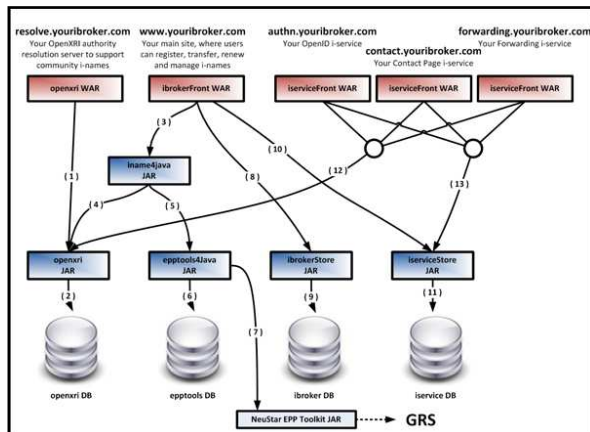 resolve.youribroker.com
Your OpenXRI authority
resolution server to support
community i-names
www.youribroker.com
Your main site, where users
can register, transfer, renew
and manage i-names
authn.youribroker.com
Your OpenID i-service
contact.youribroker.com
Your Contact Page i-service
forwarding.youribroker.com
Your Forwarding i-service
openxri WAR
ibrokerFront WAR
iserviceFront WAR
iserviceFront WAR
iserviceFront WAR
( 3 )
( 10 )
iname4java
JAR
( 1 )
( 12 )
( 8 )
( 13 )
( 4 )
( 5 )
openxri
JAR
epptools4Java
JAR
ibrokerStore
JAR
iserviceStore
JAR
( 2 )
( 6 )
( 9 )
( 11 )
( 7 )
openxri DB
epptools DB
ibroker DB
iservice DB
NeuStar EPP Toolkit JAR
GRS